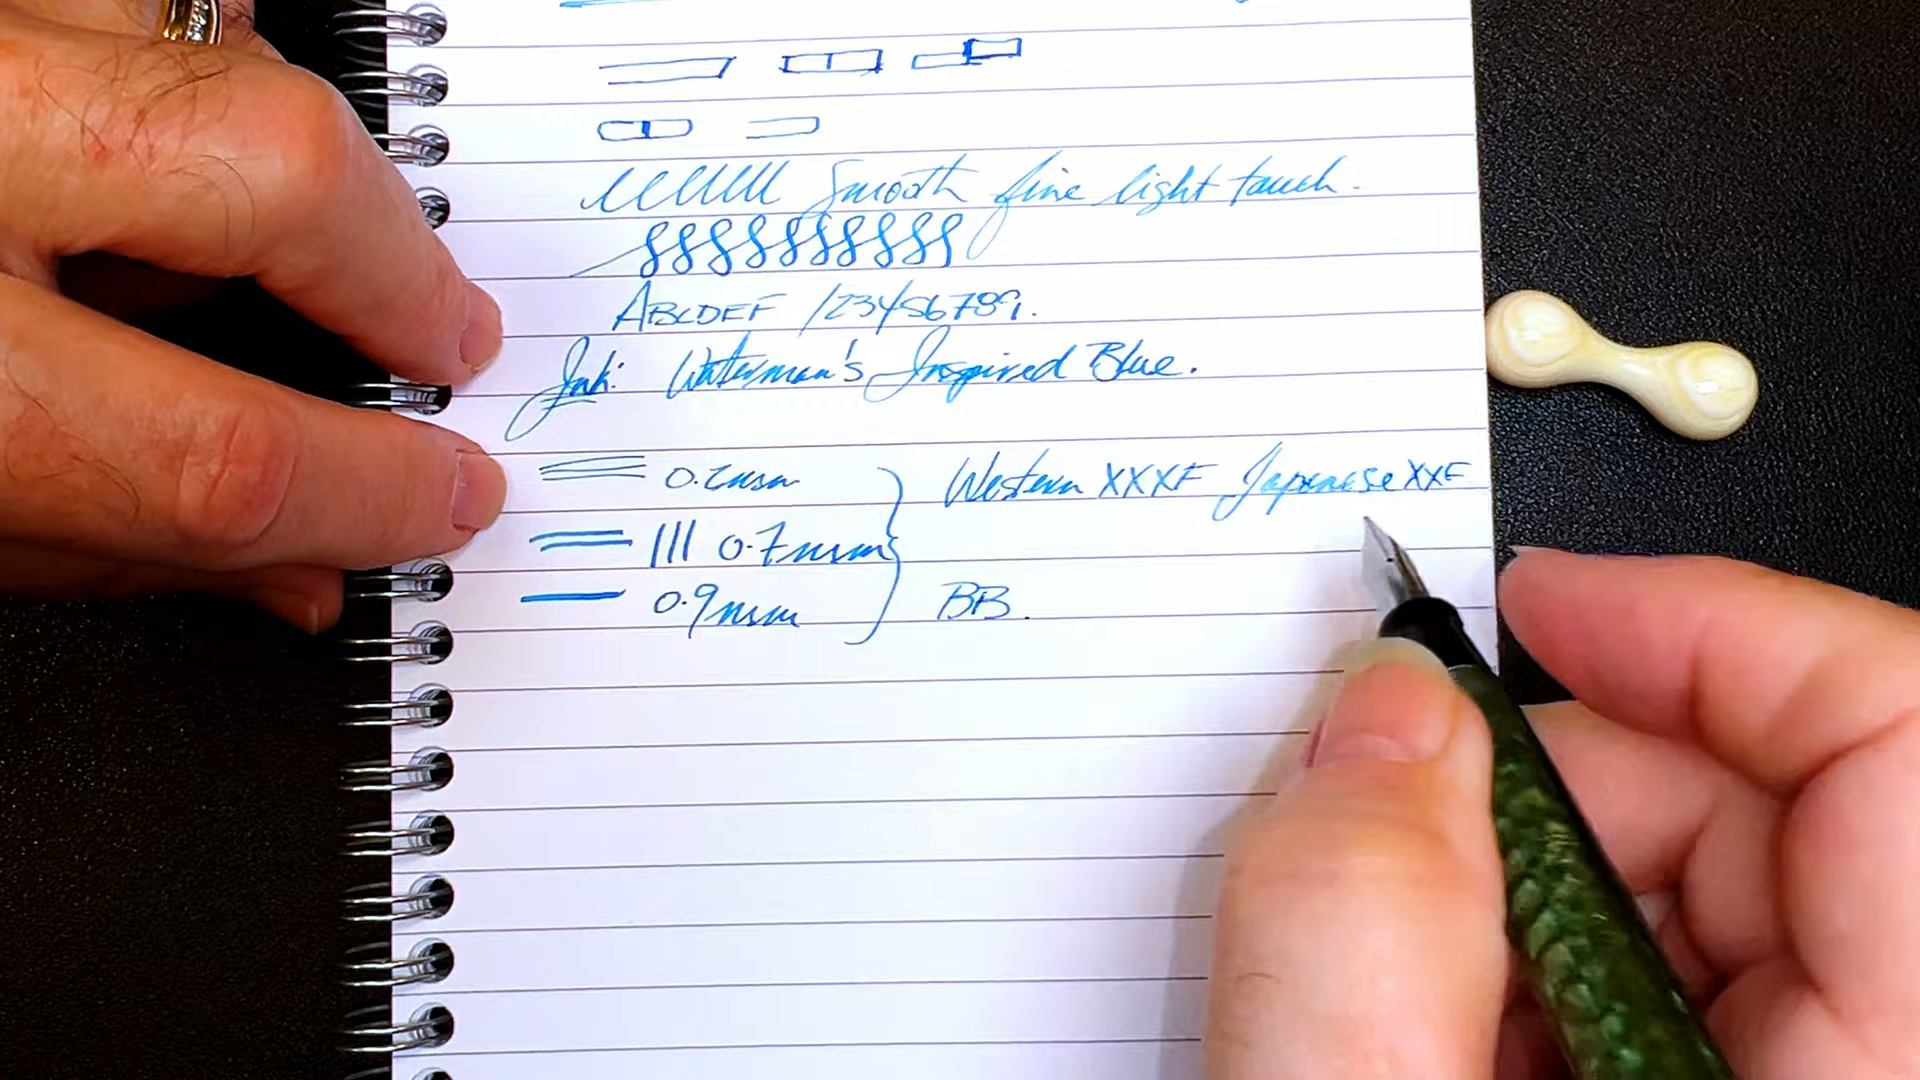 Smooth fine light touch.
ABCDEF 123456789.
Ink: Waterman's Inspired Blue.
0.2mm Western XXXF Japanese XXF
0.7mm
0.9mm BB.